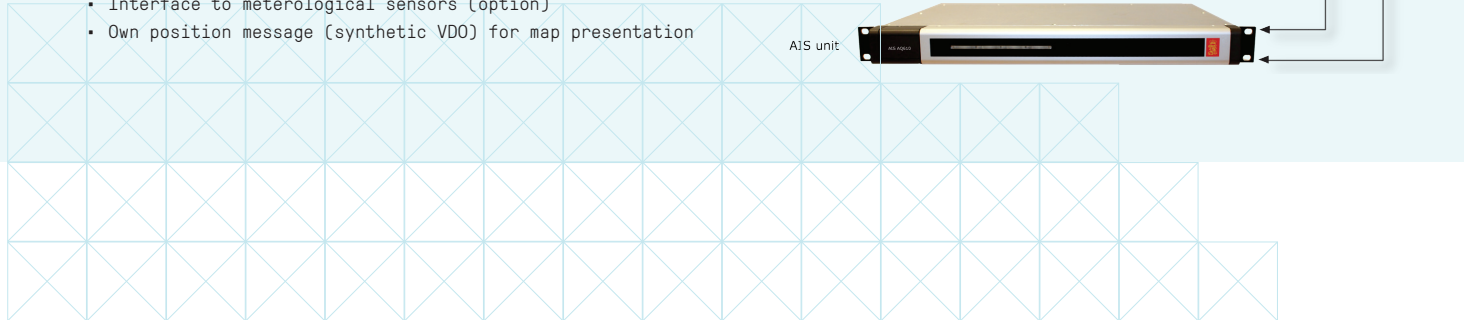 ▪ Interface to meterological sensors (option)
▪ Own position message (synthetic VDO) for map presentation
AIS unit